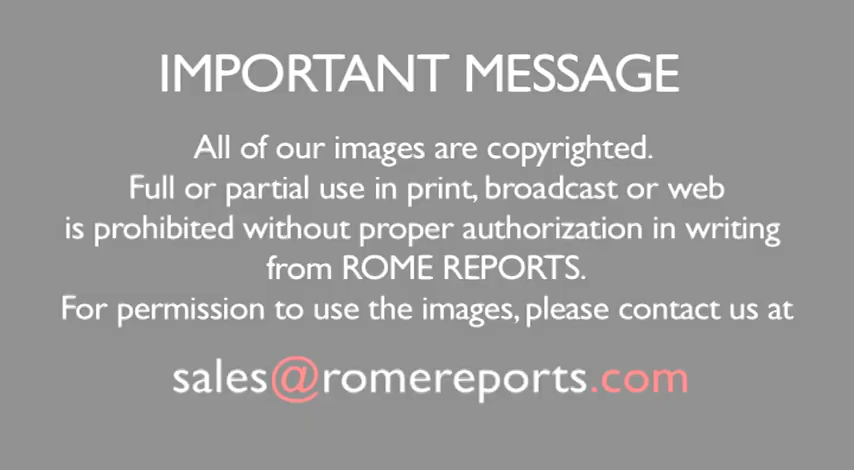 IMPORTANT MESSAGE
All of our images are copyrighted.
Full or partial use in print, broadcast or web
is prohibited without proper authorization in writing
from ROME REPORTS.
For permission to use the images, please contact us at
sales@romereports.com